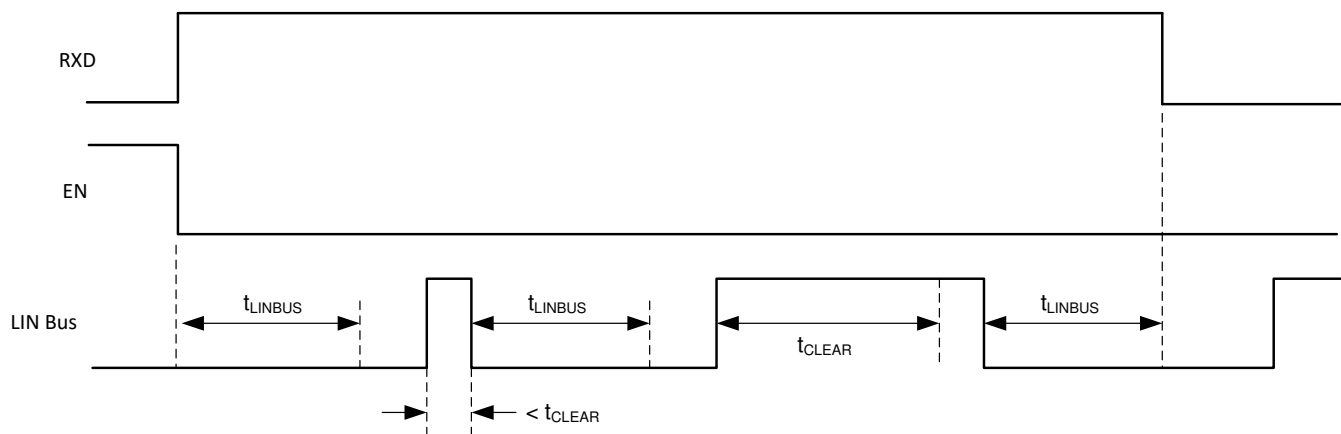 RXD
EN
LIN Bus
tLINBUS
tLINBUS
tCLEAR
tLINBUS
< tCLEAR